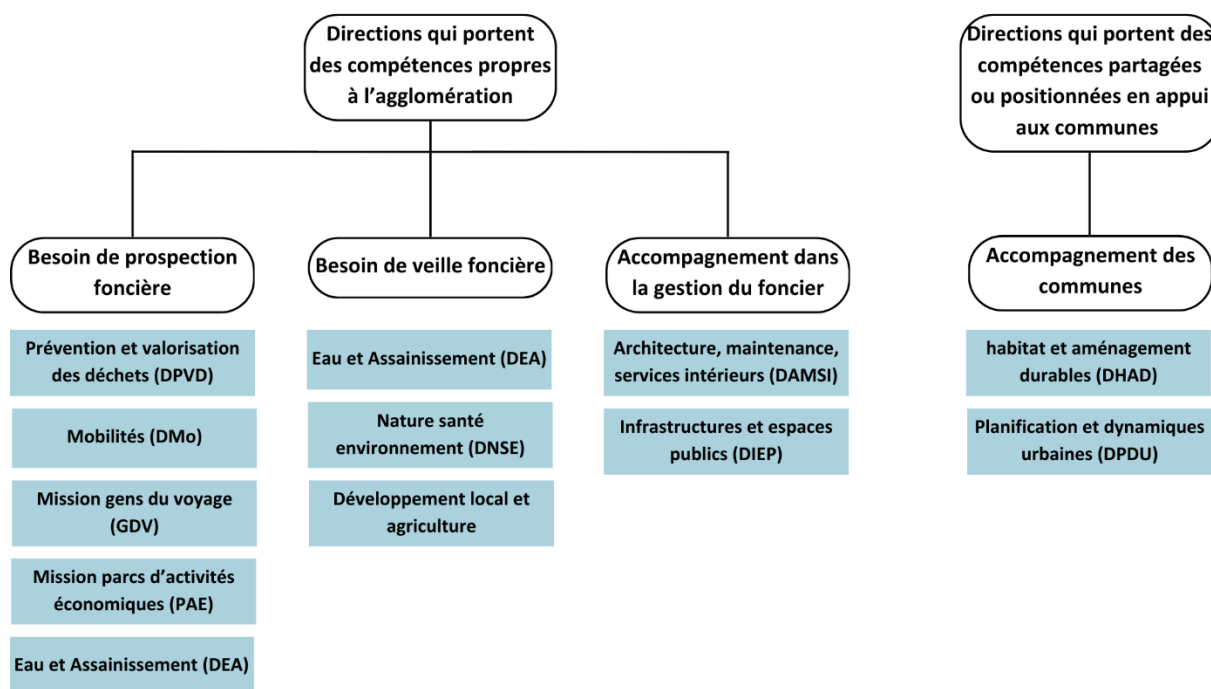 Directions qui portent
des compétences propres
à l’agglomération
Directions qui portent des
compétences partagées
ou positionnées en appui
aux communes
Besoin de prospection
foncière
Besoin de veille foncière
Accompagnement dans
la gestion du foncier
Accompagnement des
communes
Prévention et valorisation
des déchets (DPVD)
Mobilités (DMo)
Mission gens du voyage
(GDV)
Mission parcs d’activités
économiques (PAE)
Eau et Assainissement (DEA)
Eau et Assainissement (DEA)
Nature santé
environnement (DNSE)
Développement local et
agriculture
Architecture, maintenance,
services intérieurs (DAMSI)
Infrastructures et espaces
publics (DIEP)
habitat et aménagement
durables (DHAD)
Planification et dynamiques
urbaines (DPDU)